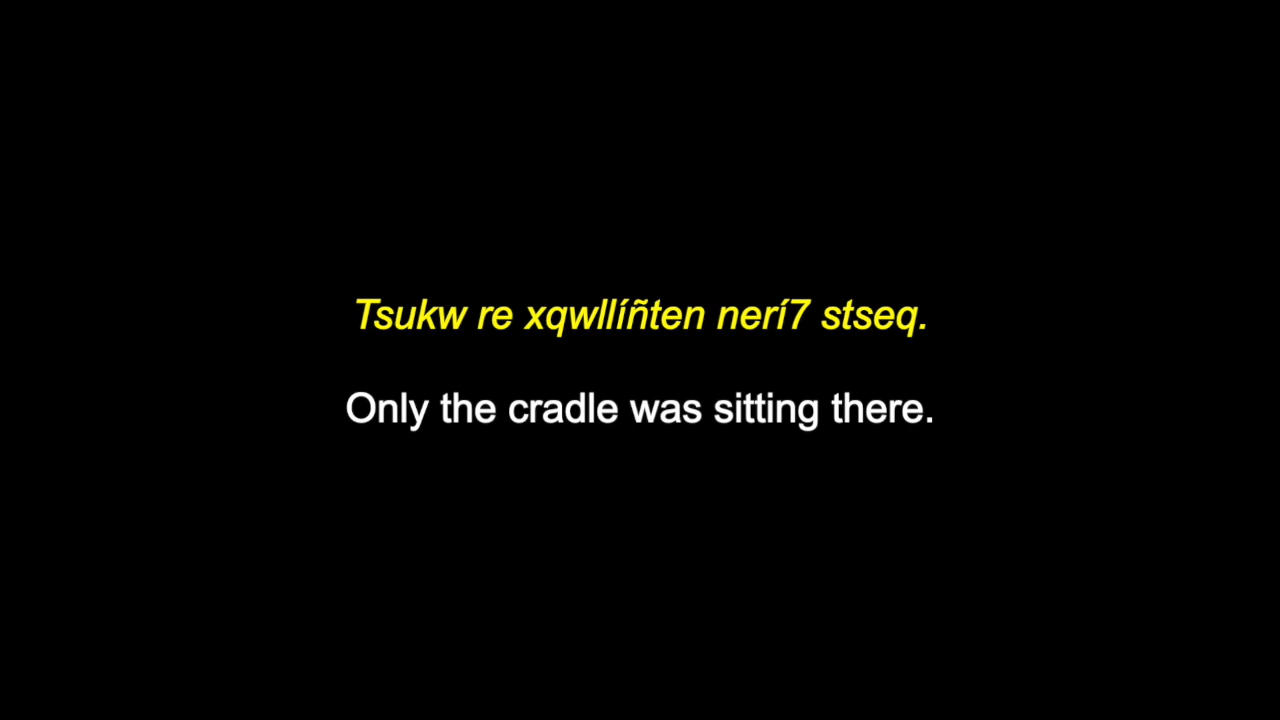 Tsukw re xqwllíñten nerí7 stseq.
Only the cradle was sitting there.